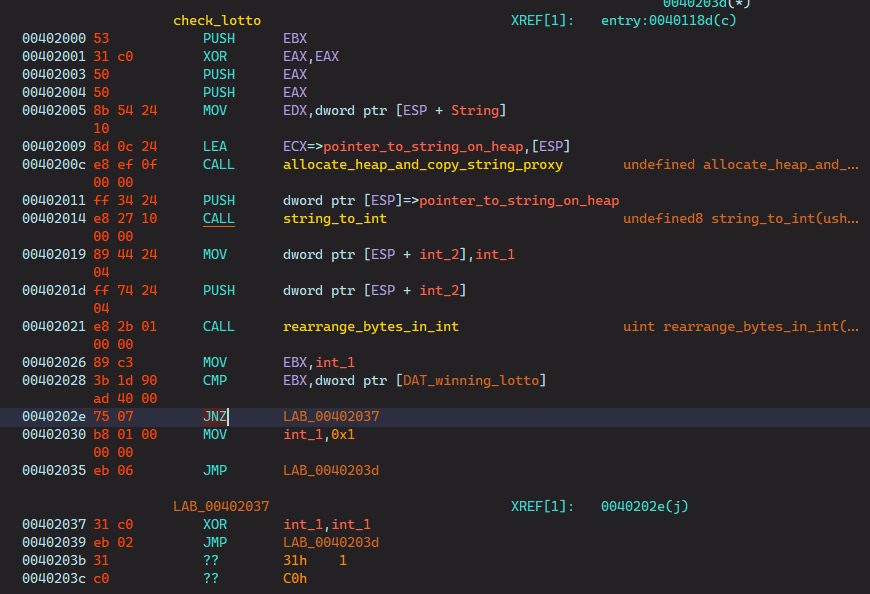 0040203d(*)
check_lotto XREF[1]: entry:0040118d(c)
00402000 53 PUSH EBX
00402001 31 c0 XOR EAX,EAX
00402003 50 PUSH EAX
00402004 50 PUSH EAX
00402005 8b 54 24 MOV EDX,dword ptr [ESP + String]
10
00402009 8d 0c 24 LEA ECX=>pointer_to_string_on_heap,[ESP]
0040200c e8 ef 0f CALL allocate_heap_and_copy_string_proxy undefined allocate_heap_and_...
00 00
00402011 ff 34 24 PUSH dword ptr [ESP]=>pointer_to_string_on_heap
00402014 e8 27 10 CALL string_to_int undefined8 string_to_int(ush...
00 00
00402019 89 44 24 MOV dword ptr [ESP + int_2],int_1
04
0040201d ff 74 24 PUSH dword ptr [ESP + int_2]
04
00402021 e8 2b 01 CALL rearrange_bytes_in_int uint rearrange_bytes_in_int(...
00 00
00402026 89 c3 MOV EBX,int_1
00402028 3b 1d 90 CMP EBX,dword ptr [DAT_winning_lotto]
ad 40 00
0040202e 75 07 JNZ LAB_00402037
00402030 b8 01 00 MOV int_1,0x1
00 00
00402035 eb 06 JMP LAB_0040203d
LAB_00402037 XREF[1]: 0040202e(j)
00402037 31 c0 XOR int_1,int_1
00402039 eb 02 JMP LAB_0040203d
0040203b 31 ?? 31h 1
0040203c c0 ?? C0h